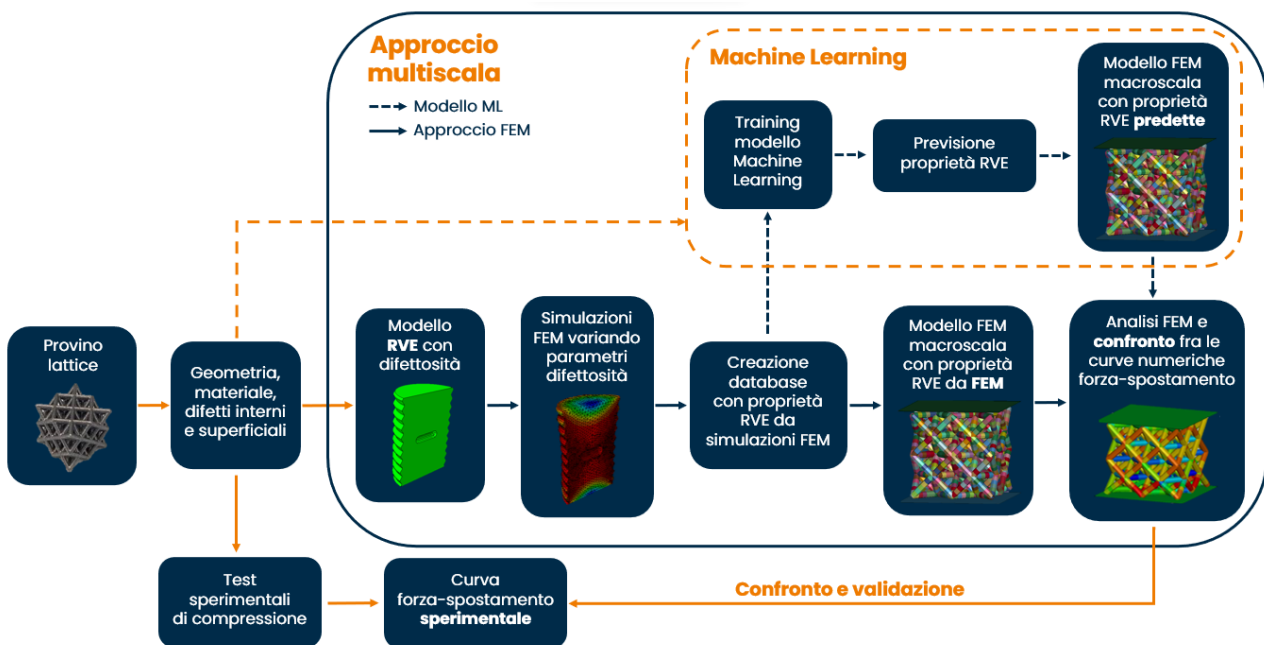 Approccio
multiscala
Modello ML
Approccio FEM
Machine Learning
Training
modello
Machine
Learning
Previsione
proprietà RVE
Modello FEM
macroscala
con proprietà
RVE predette
Provino
lattice
Geometria,
materiale,
difetti interni
e superficiali
Modello
RVE con
difettosità
Simulazioni
FEM variando
parametri
difettosità
Creazione
database
con proprietà
RVE da
simulazioni FEM
Modello FEM
macroscala
con proprietà
RVE da FEM
Analisi FEM e
confronto fra le
curve numeriche
forza-spostamento
Test
sperimentali
di compressione
Curva
forza-spostamento
sperimentale
Confronto e validazione